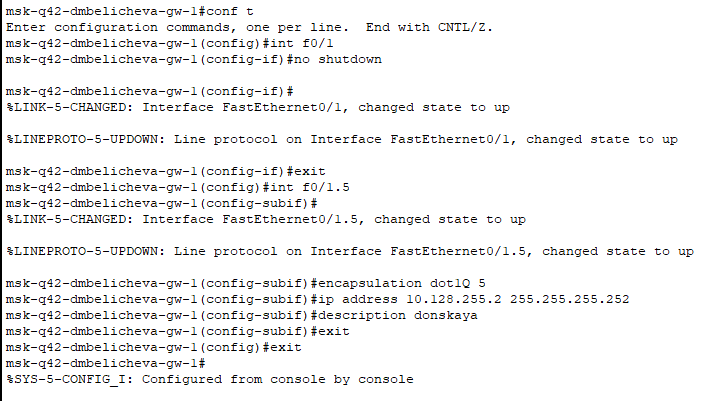 msk-q42-dmbelicheva-gw-1#conf t
Enter configuration commands, one per line.  End with CNTL/Z.
msk-q42-dmbelicheva-gw-1(config)#int f0/1
msk-q42-dmbelicheva-gw-1(config-if)#no shutdown
msk-q42-dmbelicheva-gw-1(config-if)#
%LINK-5-CHANGED: Interface FastEthernet0/1, changed state to up
%LINEPROTO-5-UPDOWN: Line protocol on Interface FastEthernet0/1, changed state to up
msk-q42-dmbelicheva-gw-1(config-if)#exit
msk-q42-dmbelicheva-gw-1(config)#int f0/1.5
msk-q42-dmbelicheva-gw-1(config-subif)#
%LINK-5-CHANGED: Interface FastEthernet0/1.5, changed state to up
%LINEPROTO-5-UPDOWN: Line protocol on Interface FastEthernet0/1.5, changed state to up
msk-q42-dmbelicheva-gw-1(config-subif)#encapsulation dot1Q 5
msk-q42-dmbelicheva-gw-1(config-subif)#ip address 10.128.255.2 255.255.255.252
msk-q42-dmbelicheva-gw-1(config-subif)#description donskaya
msk-q42-dmbelicheva-gw-1(config-subif)#exit
msk-q42-dmbelicheva-gw-1(config)#exit
msk-q42-dmbelicheva-gw-1#
%SYS-5-CONFIG_I: Configured from console by console